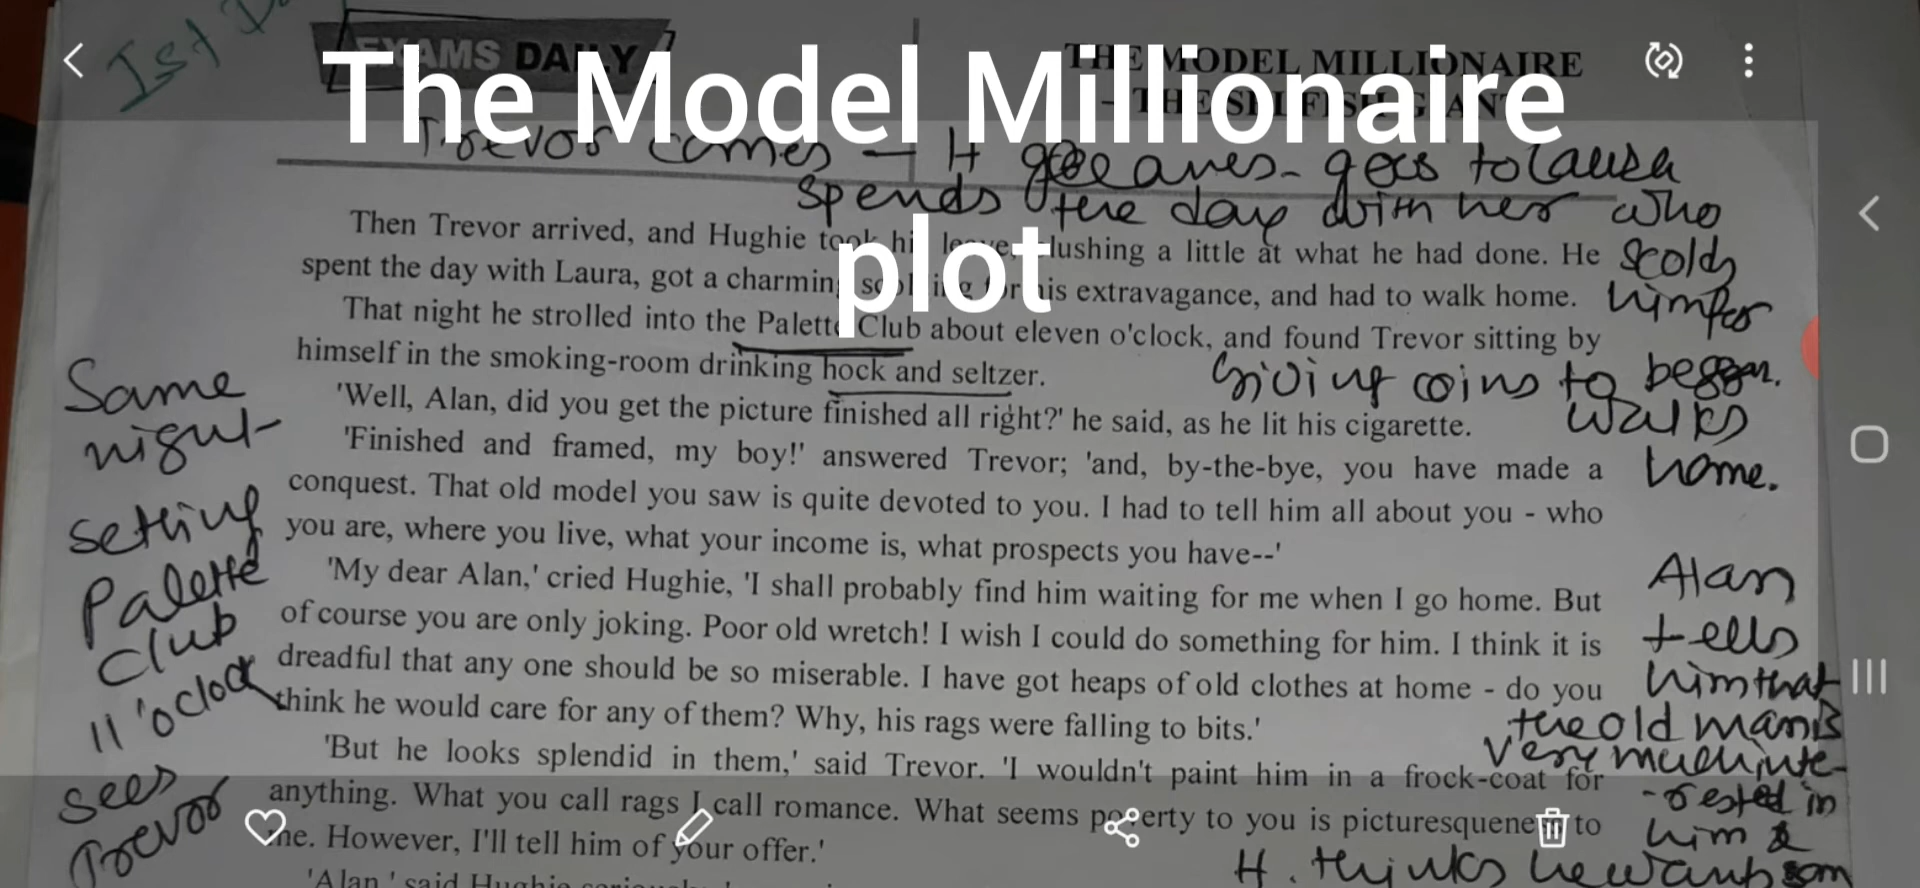 Ist
EXAMS DAILY
THE MODEL MILLIONAIRE
- THE SELFISH GIANT
The Model Millionaire
plot
Trevor comes - H leaves - goes to Laura
spends the day with her who
scolds
him for
giving coins to beggar.
walks
home.
Then Trevor arrived, and Hughie took his leave, blushing a little at what he had done. He
spent the day with Laura, got a charming scolding for his extravagance, and had to walk home.
That night he strolled into the Palette Club about eleven o'clock, and found Trevor sitting by
himself in the smoking-room drinking hock and seltzer.
'Well, Alan, did you get the picture finished all right?' he said, as he lit his cigarette.
'Finished and framed, my boy!' answered Trevor; 'and, by-the-bye, you have made a
conquest. That old model you saw is quite devoted to you. I had to tell him all about you - who
you are, where you live, what your income is, what prospects you have--'
'My dear Alan,' cried Hughie, 'I shall probably find him waiting for me when I go home. But
of course you are only joking. Poor old wretch! I wish I could do something for him. I think it is
dreadful that any one should be so miserable. I have got heaps of old clothes at home - do you
think he would care for any of them? Why, his rags were falling to bits.'
'But he looks splendid in them,' said Trevor. 'I wouldn't paint him in a frock-coat for
anything. What you call rags I call romance. What seems poverty to you is picturesqueness to
me. However, I'll tell him of your offer.'
'Alan,' said Hughie seriously,
Same
night
setting
Palette
Club
11 'oclock
sees
Trevor
Alan
tells
him that
the old man is
very much inte-
-rested in
him &
H. thinks he wants som